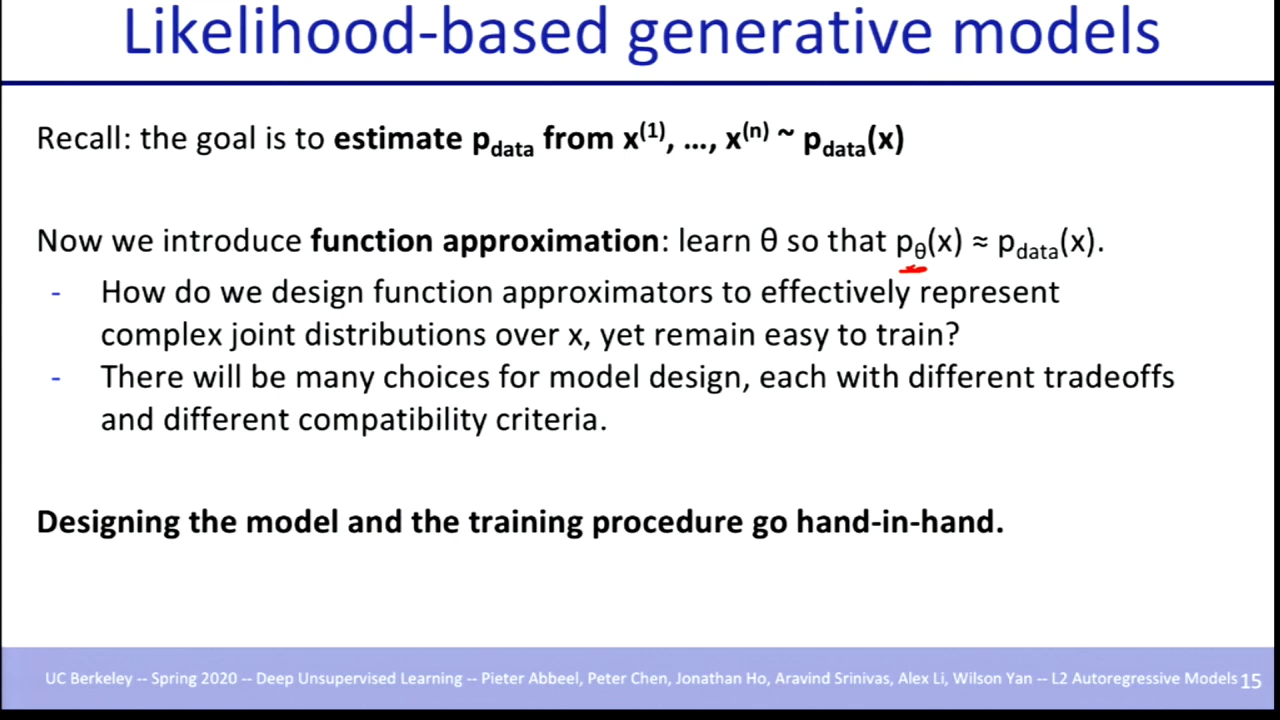 Likelihood-based generative models
Recall: the goal is to estimate p_data from x^(1), ..., x^(n) ~ p_data(x)
Now we introduce function approximation: learn θ so that p_θ(x) ≈ p_data(x).
- How do we design function approximators to effectively represent
complex joint distributions over x, yet remain easy to train?
- There will be many choices for model design, each with different tradeoffs
and different compatibility criteria.
Designing the model and the training procedure go hand-in-hand.
UC Berkeley -- Spring 2020 -- Deep Unsupervised Learning -- Pieter Abbeel, Peter Chen, Jonathan Ho, Aravind Srinivas, Alex Li, Wilson Yan -- L2 Autoregressive Models 15